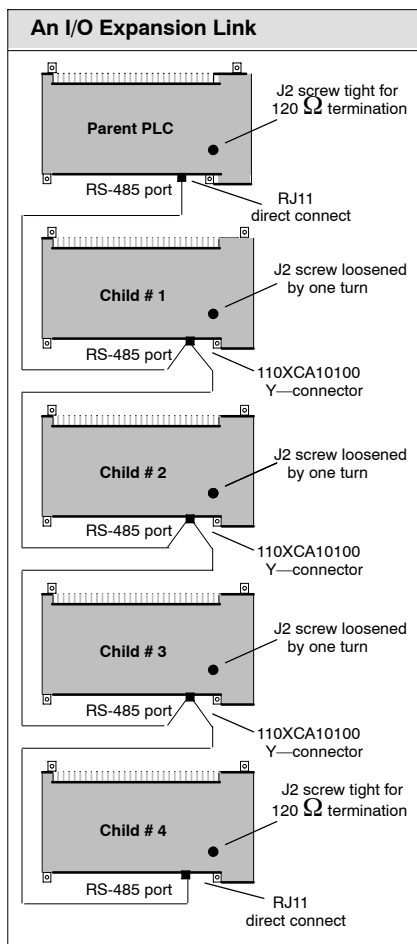 An I/O Expansion Link
J2 screw tight for
120 Ω termination
Parent PLC
RS-485 port
RJ11
direct connect
J2 screw loosened
by one turn
Child # 1
RS-485 port
110XCA10100
Y—connector
J2 screw loosened
by one turn
Child # 2
RS-485 port
110XCA10100
Y—connector
J2 screw loosened
by one turn
Child # 3
RS-485 port
110XCA10100
Y—connector
J2 screw tight for
120 Ω termination
Child # 4
RS-485 port
RJ11
direct connect